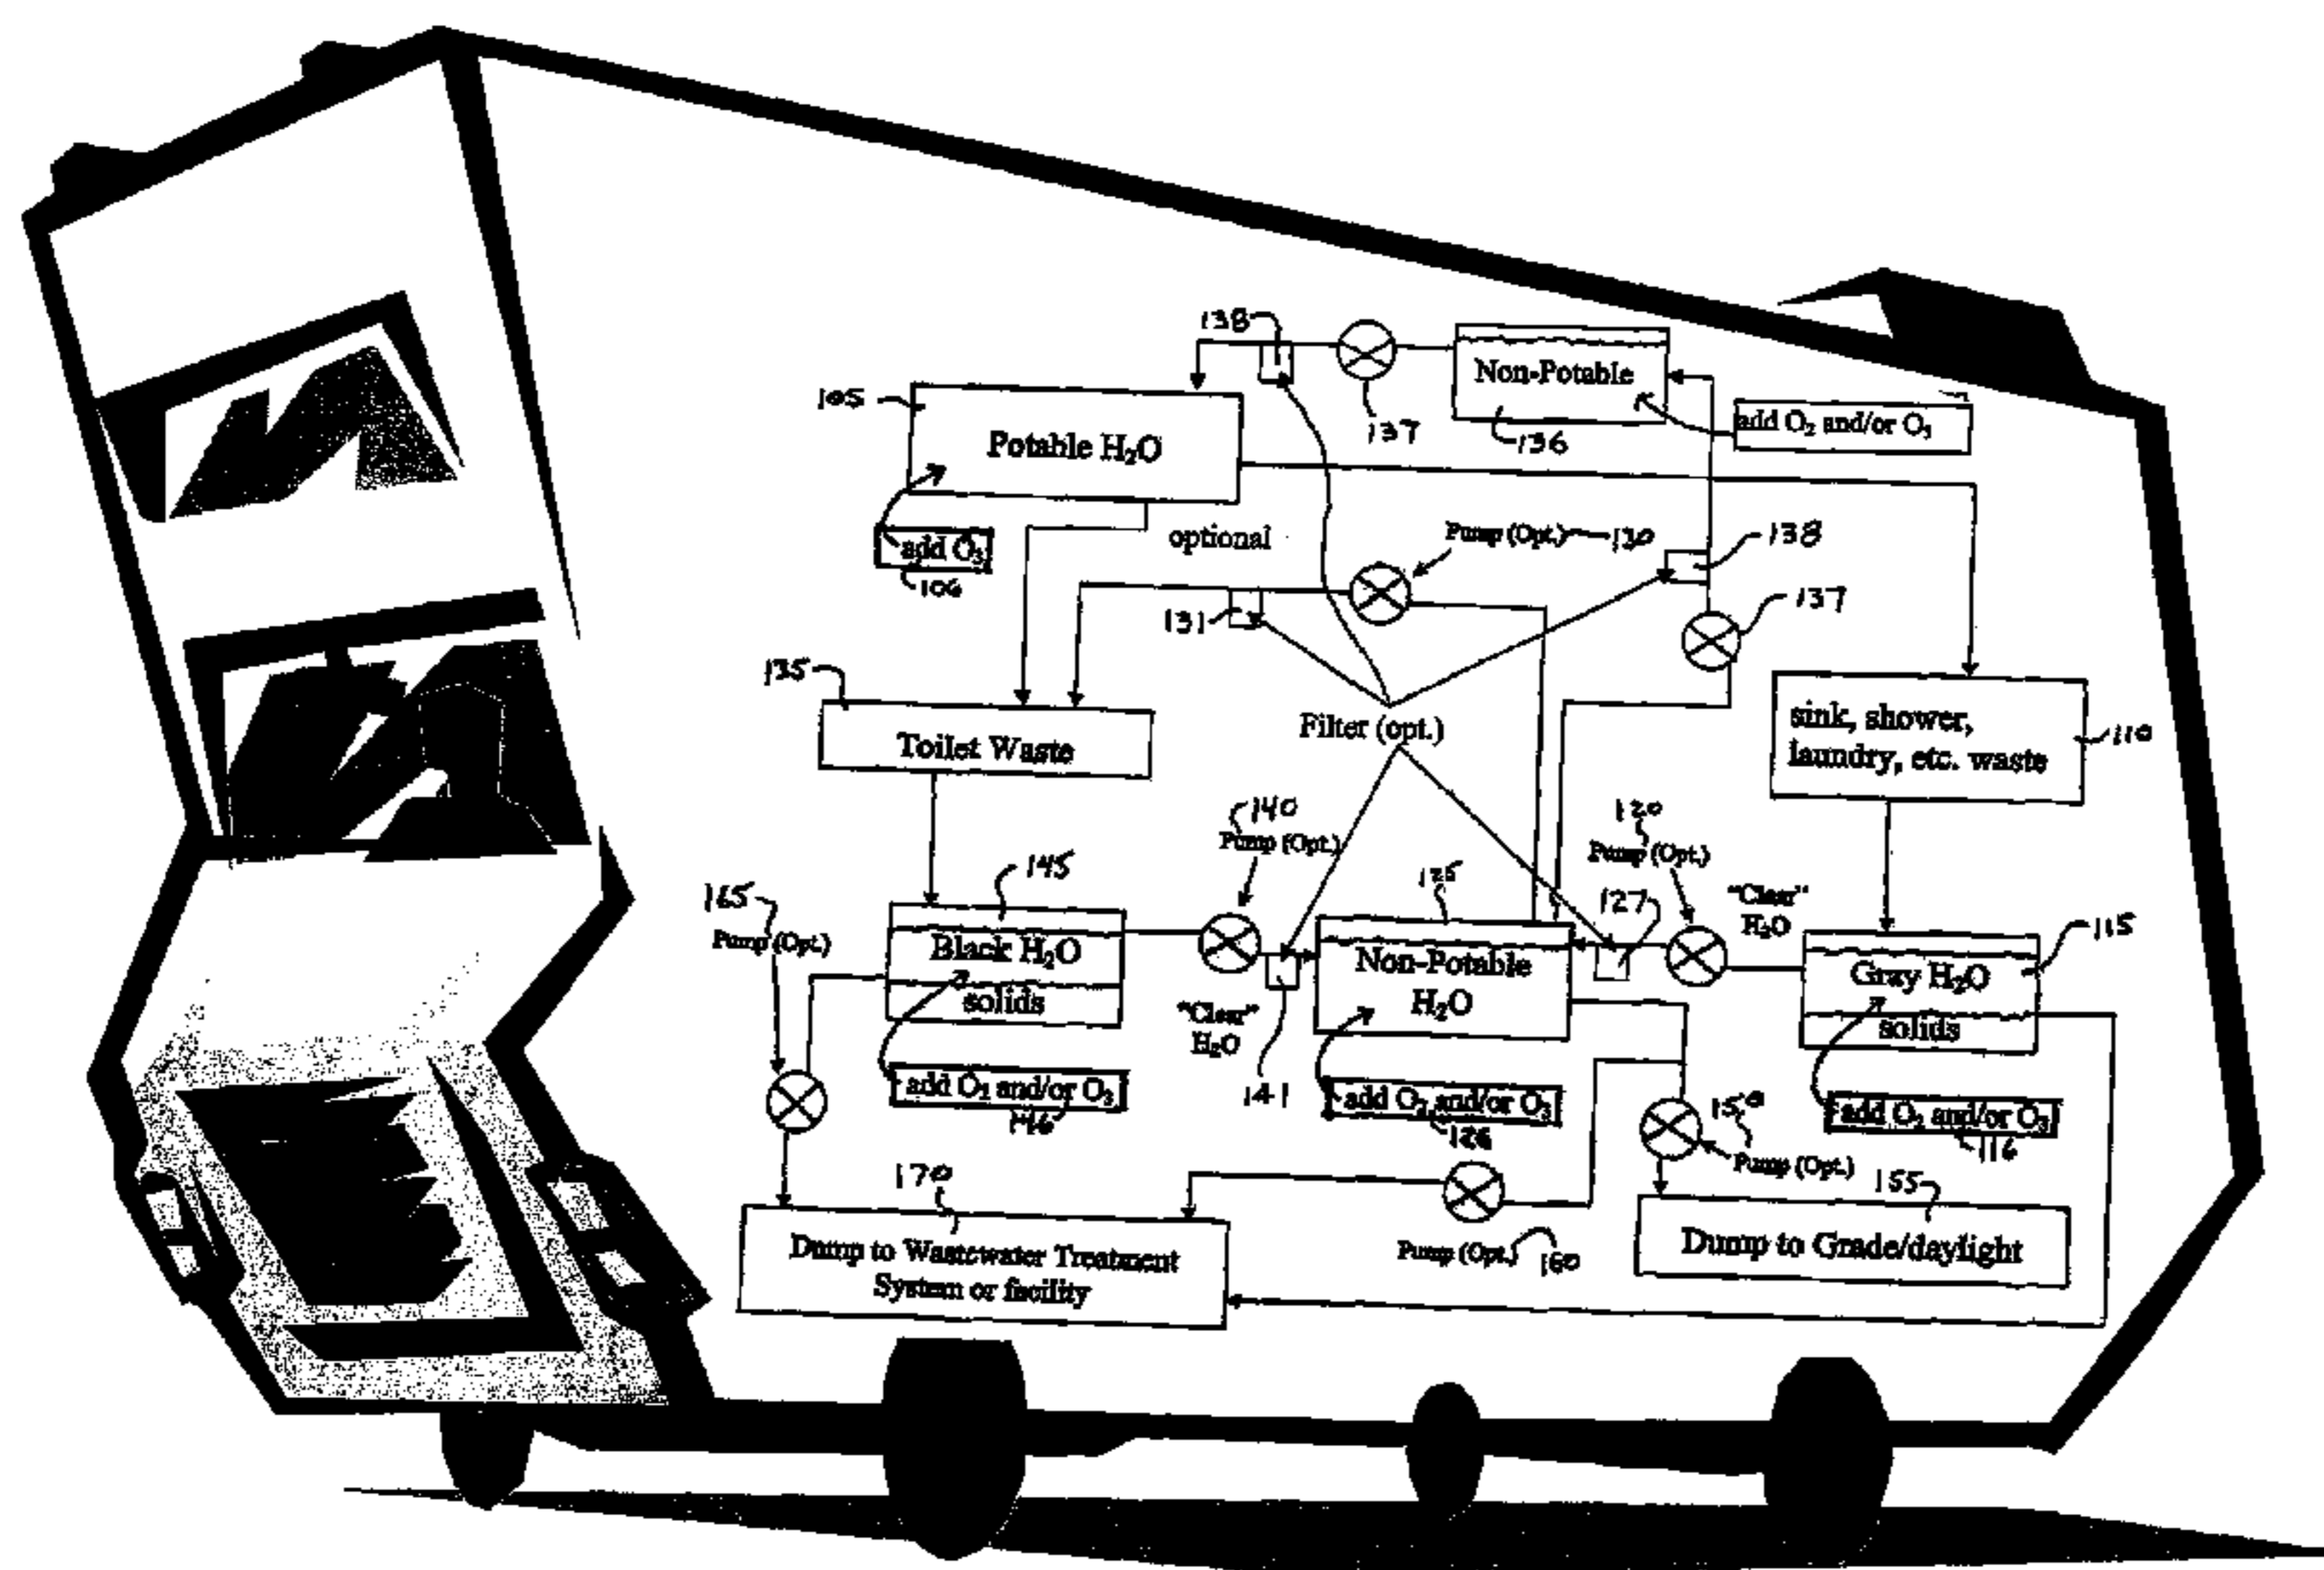 138
Non-Potable
105
137
136
add O₂ and/or O₃
Potable H₂O
optional
Pump (Opt.) 130
138
add O₃
106
131
137
135
Filter (opt.)
sink, shower,
laundry, etc. waste
110
Toilet Waste
140
Pump (Opt.)
120
Pump (Opt.)
145
125
127
"Clear"
H₂O
165
Pump (Opt.)
115
Black H₂O
solids
Non-Potable
H₂O
Gray H₂O
solids
"Clear"
H₂O
141
add O₂ and/or O₃
146
add O₂ and/or O₃
126
150
Pump (Opt.)
add O₂ and/or O₃
116
170
155
Dump to Wastewater Treatment
System or facility
Pump (Opt.) 160
Dump to Grade/daylight